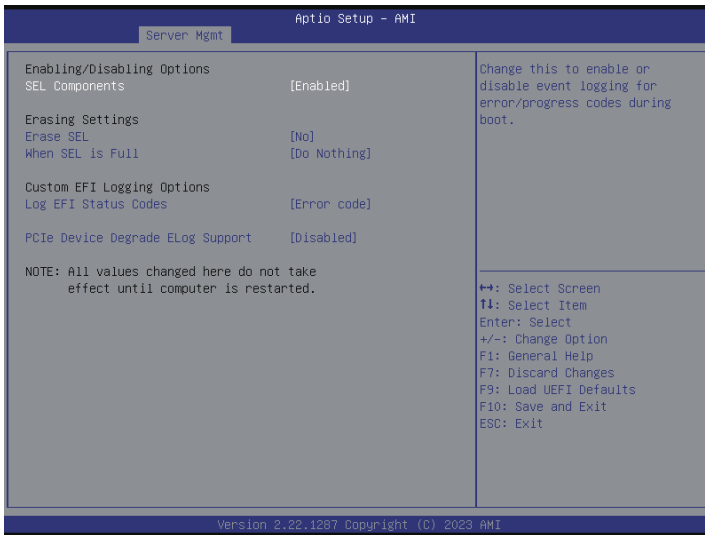 Aptio Setup – AMI
Server Mgmt
Enabling/Disabling Options
SEL Components [Enabled]
Erasing Settings
Erase SEL [No]
When SEL is Full [Do Nothing]
Custom EFI Logging Options
Log EFI Status Codes [Error code]
PCIe Device Degrade ELog Support [Disabled]
NOTE: All values changed here do not take
effect until computer is restarted.
Change this to enable or
disable event logging for
error/progress codes during
boot.
↔: Select Screen
↑↓: Select Item
Enter: Select
+/-: Change Option
F1: General Help
F7: Discard Changes
F9: Load UEFI Defaults
F10: Save and Exit
ESC: Exit
Version 2.22.1287 Copyright (C) 2023 AMI